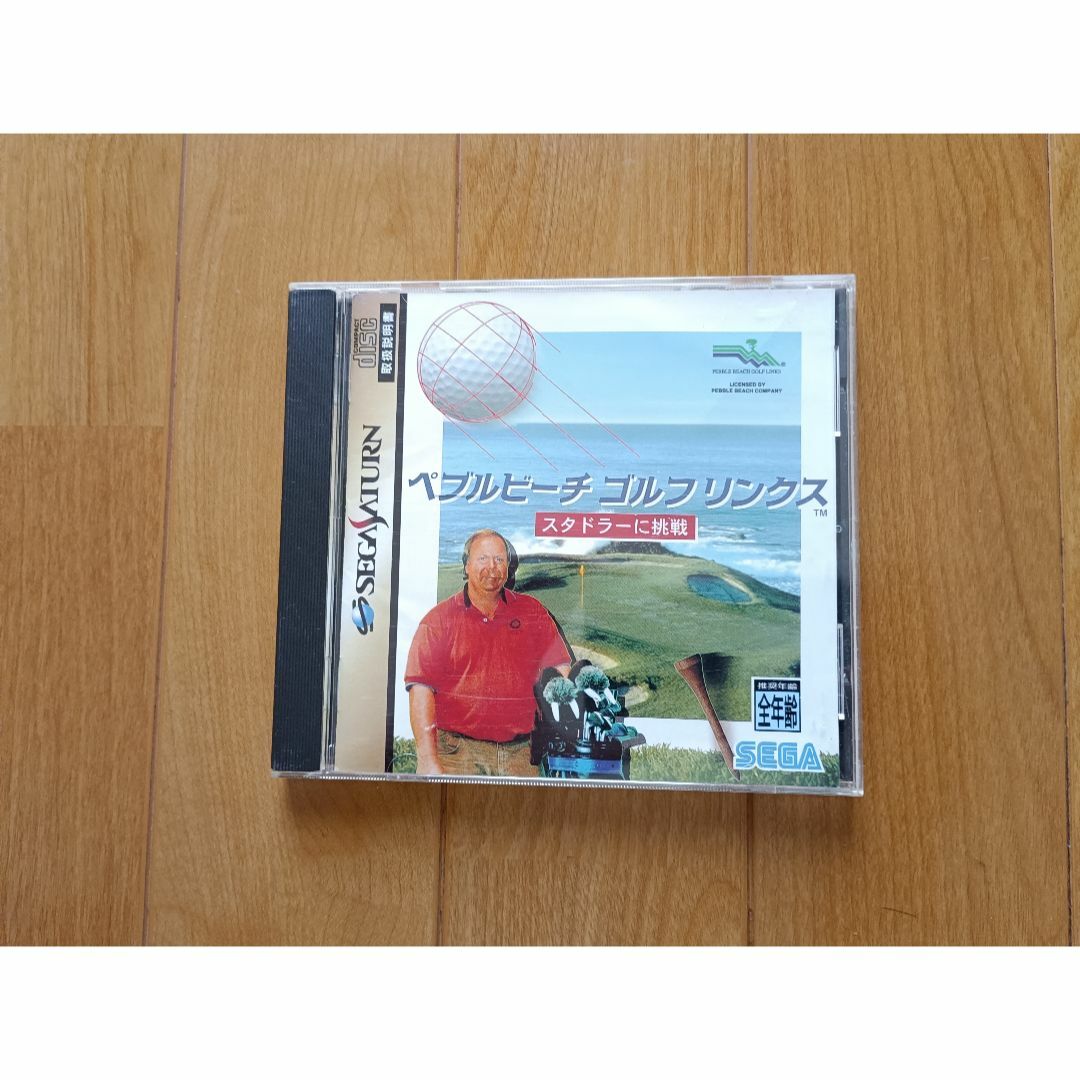 COMPACT
disc
取扱説明書
SEGA SATURN
PEBBLE BEACH GOLF LINKS
®
LICENSED BY
PEBBLE BEACH COMPANY
ペブルビーチ ゴルフリンクス
TM
スタドラーに挑戦
推奨年齢
全年齢
SEGA